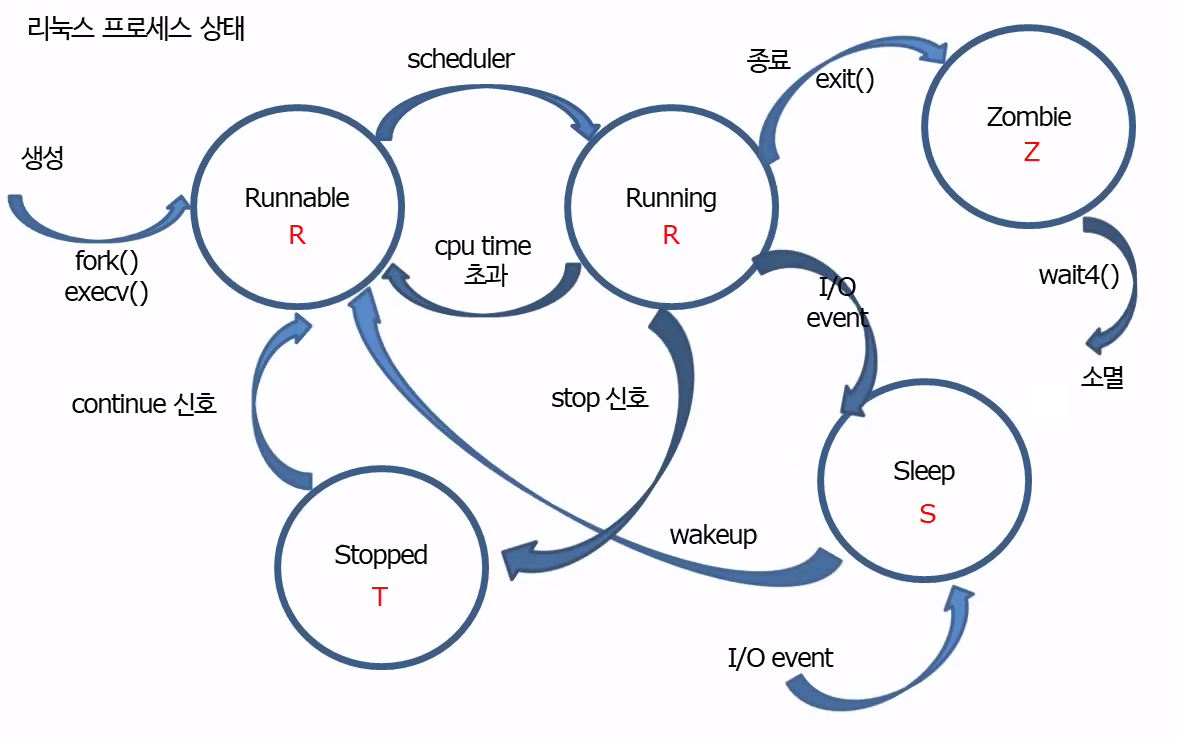 리눅스 프로세스 상태
scheduler
종료
exit()
Zombie
Z
생성
Runnable
R
Running
R
cpu time
초과
fork()
execv()
wait4()
I/O
event
소멸
continue 신호
stop 신호
Sleep
S
wakeup
Stopped
T
I/O event